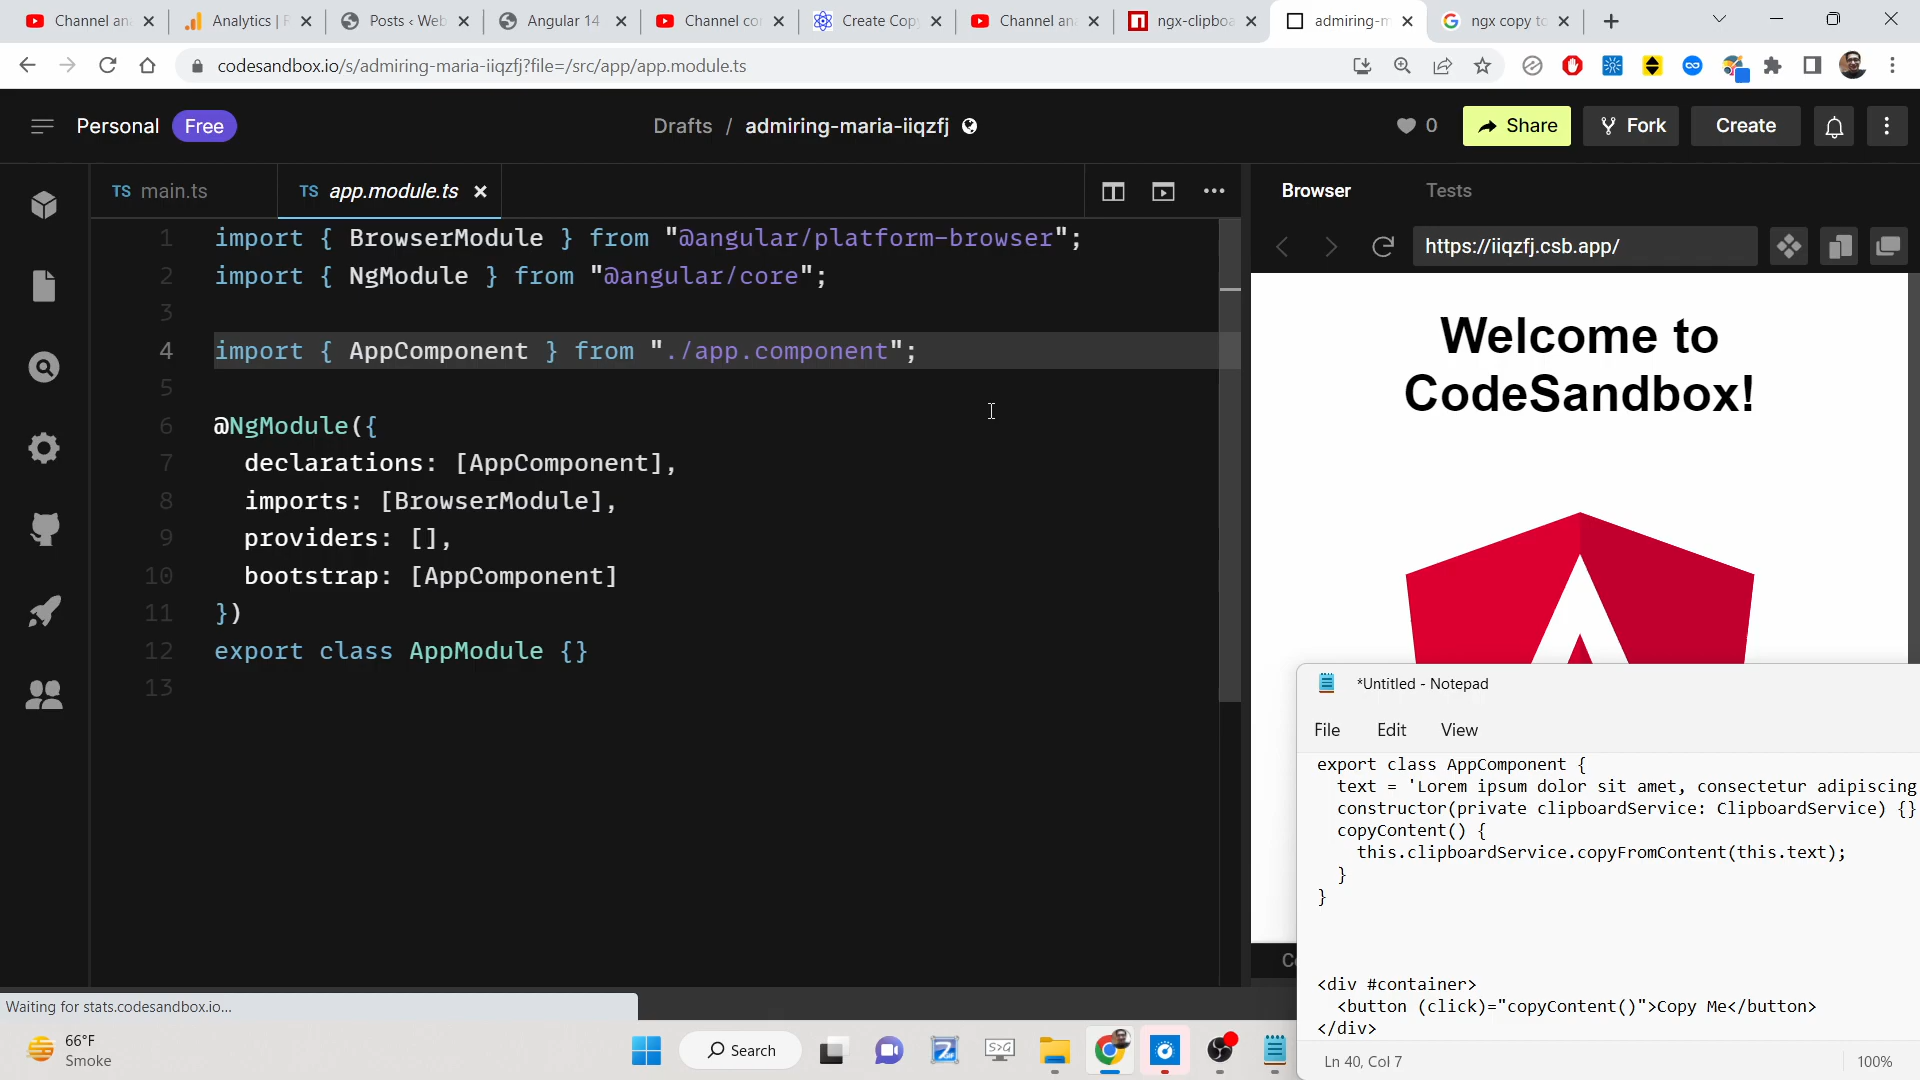 Channel an
Analytics | F
Posts ‹ Web
Angular 14
Channel co
Create Cop
Channel an
ngx-clipboa
admiring-m
ngx copy to
codesandbox.io/s/admiring-maria-iiqzfj?file=/src/app/app.module.ts
Personal
Free
Drafts / admiring-maria-iiqzfj
0
Share
Fork
Create
TS main.ts
TS app.module.ts
Browser
Tests
https://iiqzfj.csb.app/
1 import { BrowserModule } from "@angular/platform-browser";
2 import { NgModule } from "@angular/core";
3
4 import { AppComponent } from "./app.component";
5
6 @NgModule({
7 declarations: [AppComponent],
8 imports: [BrowserModule],
9 providers: [],
10 bootstrap: [AppComponent]
11 })
12 export class AppModule {}
13
Welcome to
CodeSandbox!
*Untitled - Notepad
File Edit View
export class AppComponent {
text = 'Lorem ipsum dolor sit amet, consectetur adipiscing
constructor(private clipboardService: ClipboardService) {}
copyContent() {
this.clipboardService.copyFromContent(this.text);
}
}
<div #container>
<button (click)="copyContent()">Copy Me</button>
</div>
Ln 40, Col 7
100%
Waiting for stats.codesandbox.io...
66°F
Smoke
Search